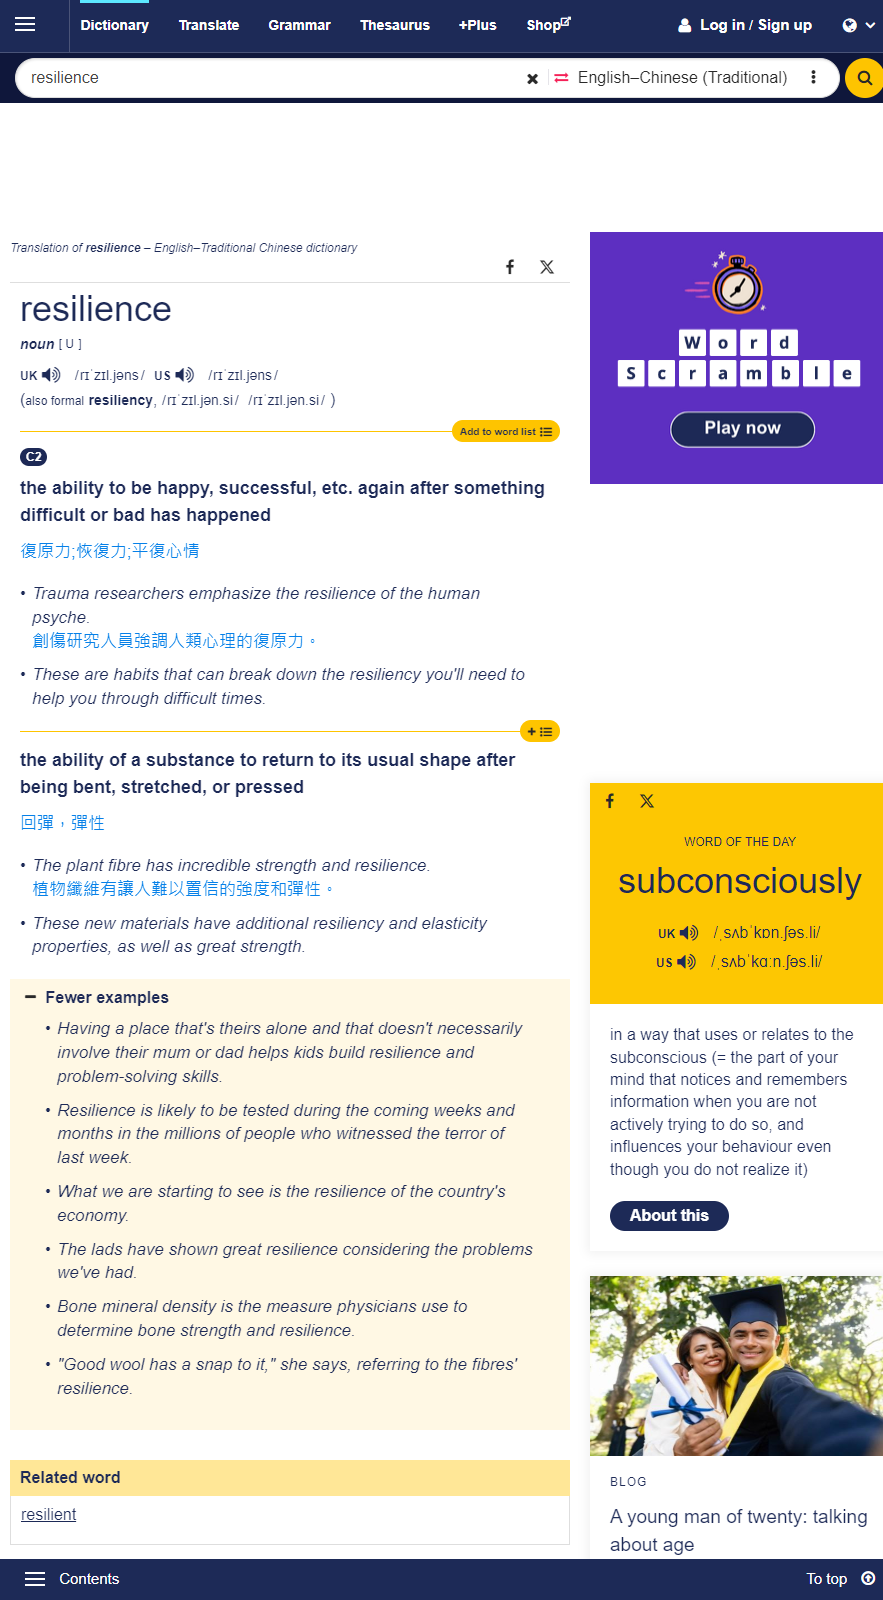 Dictionary Translate Grammar Thesaurus +Plus Shop Log in / Sign up
resilience English–Chinese (Traditional)
Translation of resilience – English–Traditional Chinese dictionary
resilience
noun [ U ]
UK /rɪˈzɪl.jəns/ US /rɪˈzɪl.jəns/
(also formal resiliency, /rɪˈzɪl.jən.si/ /rɪˈzɪl.jən.si/ )
Add to word list
C2
the ability to be happy, successful, etc. again after something
difficult or bad has happened
復原力;恢復力;平復心情
• Trauma researchers emphasize the resilience of the human
psyche.
創傷研究人員強調人類心理的復原力。
• These are habits that can break down the resiliency you'll need to
help you through difficult times.
+
the ability of a substance to return to its usual shape after
being bent, stretched, or pressed
回彈，彈性
• The plant fibre has incredible strength and resilience.
植物纖維有讓人難以置信的強度和彈性。
• These new materials have additional resiliency and elasticity
properties, as well as great strength.
– Fewer examples
• Having a place that's theirs alone and that doesn't necessarily
involve their mum or dad helps kids build resilience and
problem-solving skills.
• Resilience is likely to be tested during the coming weeks and
months in the millions of people who witnessed the terror of
last week.
• What we are starting to see is the resilience of the country's
economy.
• The lads have shown great resilience considering the problems
we've had.
• Bone mineral density is the measure physicians use to
determine bone strength and resilience.
• "Good wool has a snap to it," she says, referring to the fibres'
resilience.
Related word
resilient
Word
Scramble
Play now
WORD OF THE DAY
subconsciously
UK /ˌsʌbˈkɒn.ʃəs.li/
US /ˌsʌbˈkɑːn.ʃəs.li/
in a way that uses or relates to the
subconscious (= the part of your
mind that notices and remembers
information when you are not
actively trying to do so, and
influences your behaviour even
though you do not realize it)
About this
BLOG
A young man of twenty: talking
about age
Contents To top